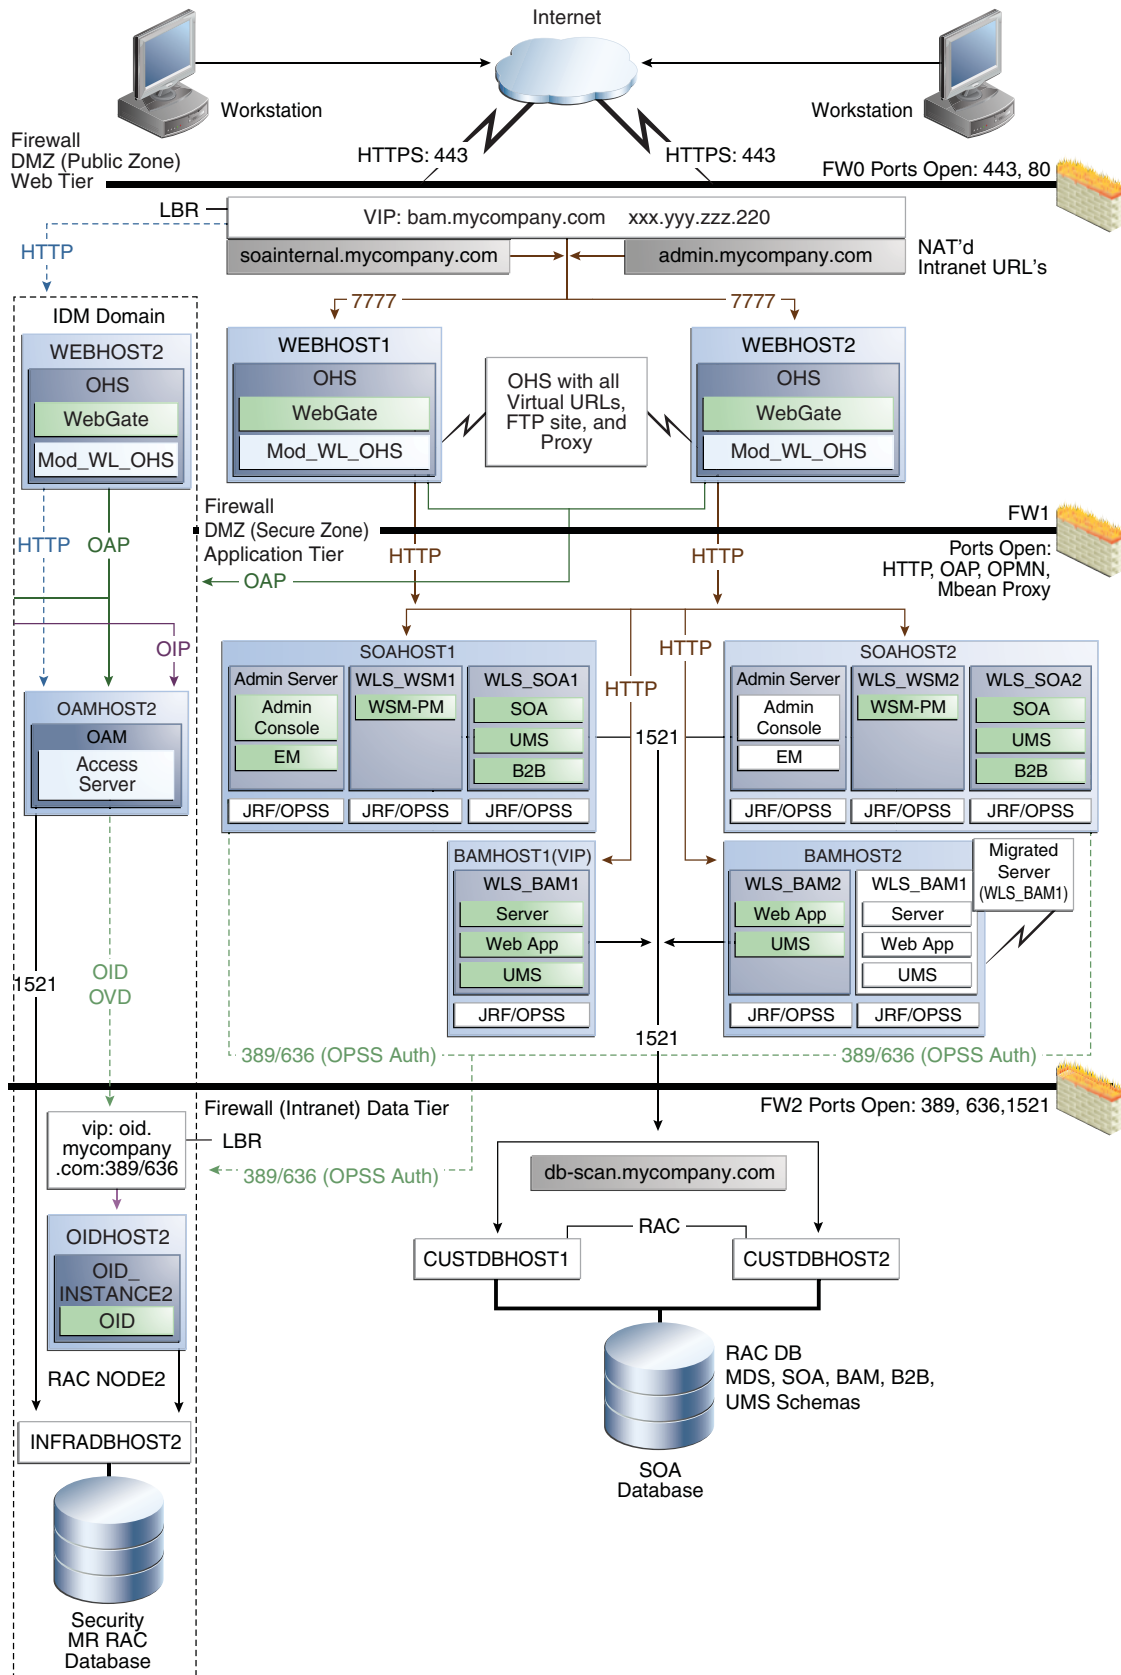 Internet
Workstation
Workstation
Firewall
DMZ (Public Zone)
Web Tier
HTTPS: 443
HTTPS: 443
FW0 Ports Open: 443, 80
LBR
VIP: bam.mycompany.com xxx.yyy.zzz.220
HTTP
soainternal.mycompany.com
admin.mycompany.com
NAT'd
Intranet URL's
7777
7777
IDM Domain
WEBHOST2
OHS
WebGate
Mod_WL_OHS
WEBHOST1
OHS
WebGate
Mod_WL_OHS
OHS with all
Virtual URLs,
FTP site, and
Proxy
WEBHOST2
OHS
WebGate
Mod_WL_OHS
Firewall
DMZ (Secure Zone)
Application Tier
FW1
Ports Open:
HTTP, OAP, OPMN,
Mbean Proxy
HTTP
OAP
HTTP
HTTP
OAP
OIP
HTTP
HTTP
SOAHOST1
Admin Server
Admin
Console
EM
WLS_WSM1
WSM-PM
WLS_SOA1
SOA
UMS
B2B
JRF/OPSS
JRF/OPSS
JRF/OPSS
1521
SOAHOST2
Admin Server
Admin
Console
EM
WLS_WSM2
WSM-PM
WLS_SOA2
SOA
UMS
B2B
JRF/OPSS
JRF/OPSS
JRF/OPSS
OAMHOST2
OAM
Access
Server
BAMHOST1(VIP)
WLS_BAM1
Server
Web App
UMS
JRF/OPSS
BAMHOST2
WLS_BAM2
Web App
UMS
WLS_BAM1
Server
Web App
UMS
JRF/OPSS
JRF/OPSS
Migrated
Server
(WLS_BAM1)
1521
OID
OVD
1521
389/636 (OPSS Auth)
389/636 (OPSS Auth)
Firewall (Intranet) Data Tier
FW2 Ports Open: 389, 636,1521
vip: oid.
mycompany
.com:389/636
LBR
389/636 (OPSS Auth)
db-scan.mycompany.com
RAC
CUSTDBHOST1
CUSTDBHOST2
OIDHOST2
OID_
INSTANCE2
OID
RAC NODE2
INFRADBHOST2
RAC DB
MDS, SOA, BAM, B2B,
UMS Schemas
SOA
Database
Security
MR RAC
Database